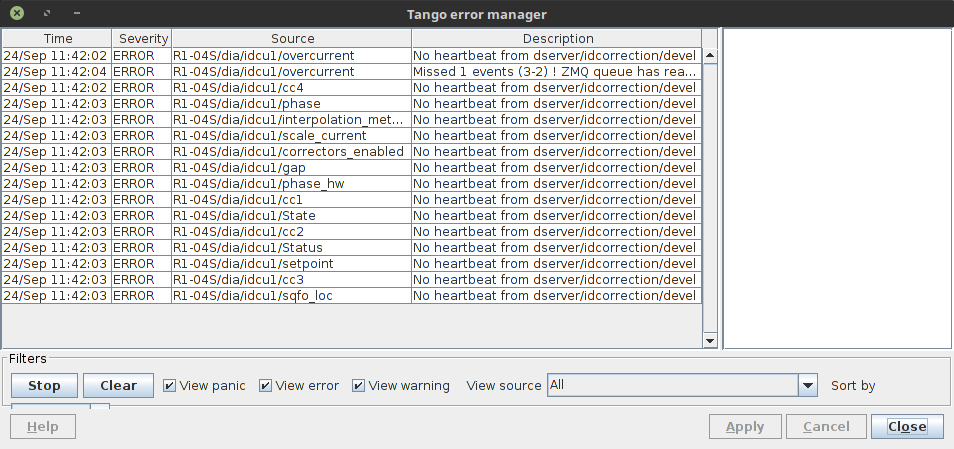 Tango error manager
Time Severity Source Description
24/Sep 11:42:02 ERROR R1-04S/dia/idcu1/overcurrent No heartbeat from dserver/idcorrection/devel
24/Sep 11:42:04 ERROR R1-04S/dia/idcu1/overcurrent Missed 1 events (3-2) ! ZMQ queue has rea...
24/Sep 11:42:02 ERROR R1-04S/dia/idcu1/cc4 No heartbeat from dserver/idcorrection/devel
24/Sep 11:42:03 ERROR R1-04S/dia/idcu1/phase No heartbeat from dserver/idcorrection/devel
24/Sep 11:42:03 ERROR R1-04S/dia/idcu1/interpolation_met... No heartbeat from dserver/idcorrection/devel
24/Sep 11:42:03 ERROR R1-04S/dia/idcu1/scale_current No heartbeat from dserver/idcorrection/devel
24/Sep 11:42:03 ERROR R1-04S/dia/idcu1/correctors_enabled No heartbeat from dserver/idcorrection/devel
24/Sep 11:42:03 ERROR R1-04S/dia/idcu1/gap No heartbeat from dserver/idcorrection/devel
24/Sep 11:42:03 ERROR R1-04S/dia/idcu1/phase_hw No heartbeat from dserver/idcorrection/devel
24/Sep 11:42:03 ERROR R1-04S/dia/idcu1/cc1 No heartbeat from dserver/idcorrection/devel
24/Sep 11:42:03 ERROR R1-04S/dia/idcu1/State No heartbeat from dserver/idcorrection/devel
24/Sep 11:42:03 ERROR R1-04S/dia/idcu1/cc2 No heartbeat from dserver/idcorrection/devel
24/Sep 11:42:03 ERROR R1-04S/dia/idcu1/Status No heartbeat from dserver/idcorrection/devel
24/Sep 11:42:03 ERROR R1-04S/dia/idcu1/setpoint No heartbeat from dserver/idcorrection/devel
24/Sep 11:42:03 ERROR R1-04S/dia/idcu1/cc3 No heartbeat from dserver/idcorrection/devel
24/Sep 11:42:03 ERROR R1-04S/dia/idcu1/sqfo_loc No heartbeat from dserver/idcorrection/devel
Filters
Stop Clear View panic View error View warning View source All Sort by
Help Apply Cancel Close